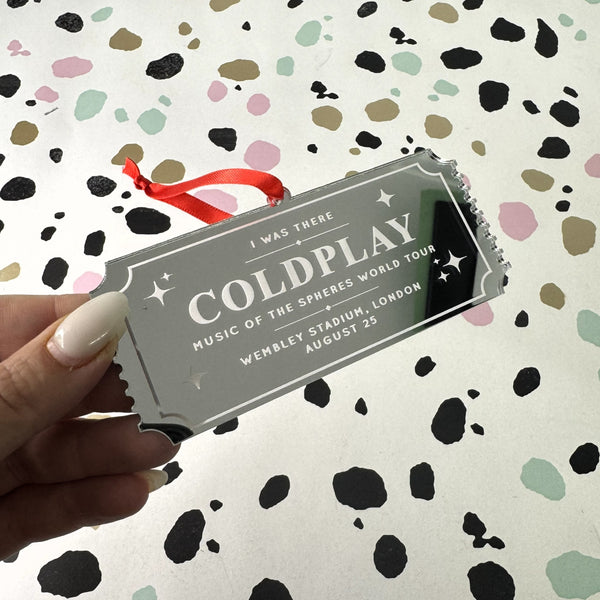 I WAS THERE
COLDPLAY
MUSIC OF THE SPHERES WORLD TOUR
WEMBLEY STADIUM, LONDON
AUGUST 25